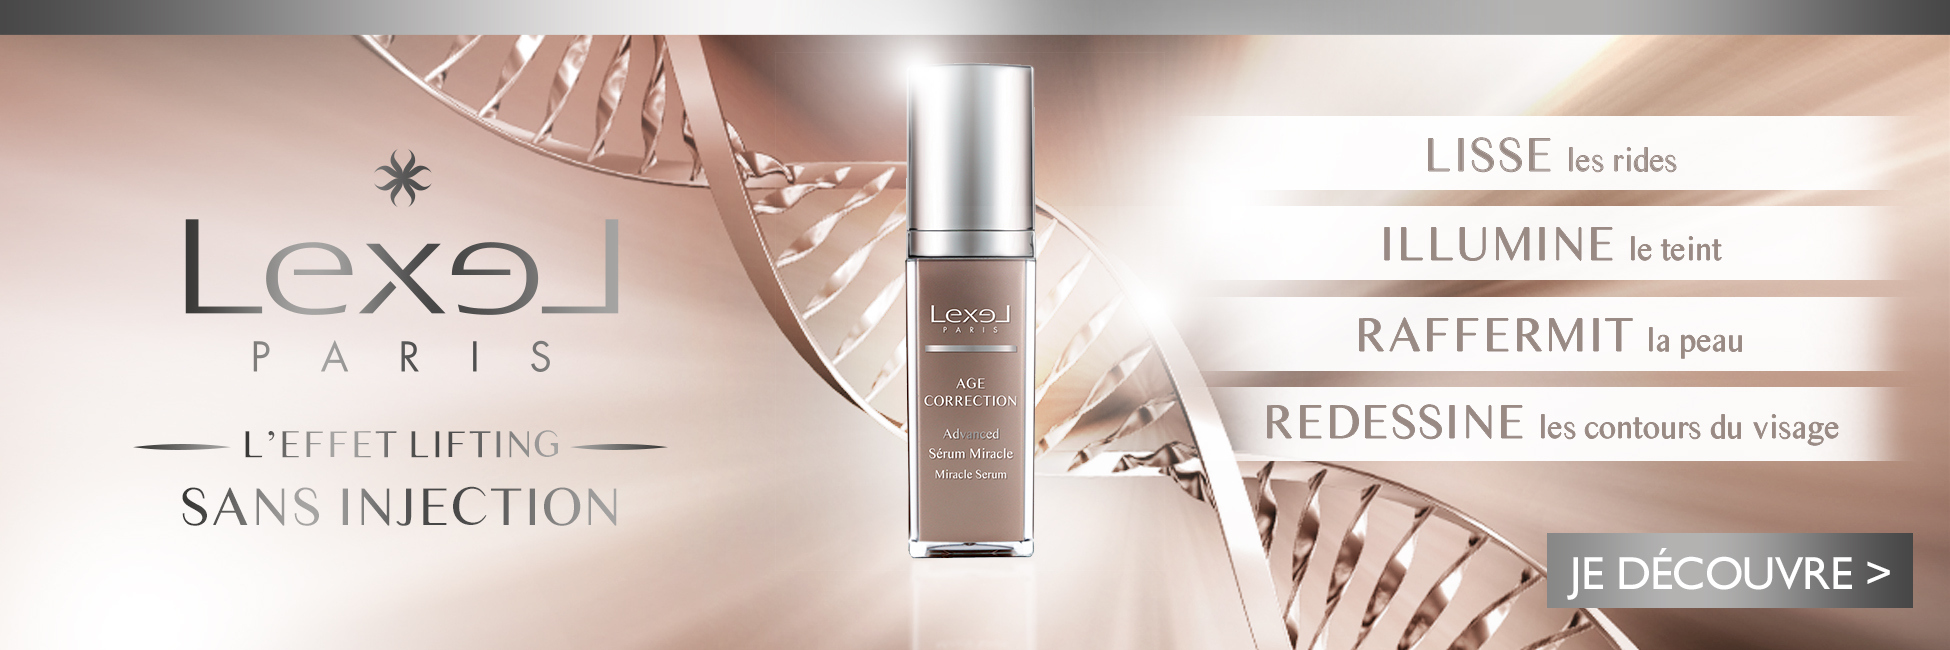 Lexel
PARIS
L'EFFET LIFTING
SANS INJECTION
Lexel
PARIS
AGE
CORRECTION
Advanced
Sérum Miracle
Miracle Serum
LISSE les rides
ILLUMINE le teint
RAFFERMIT la peau
REDESSINE les contours du visage
JE DÉCOUVRE >